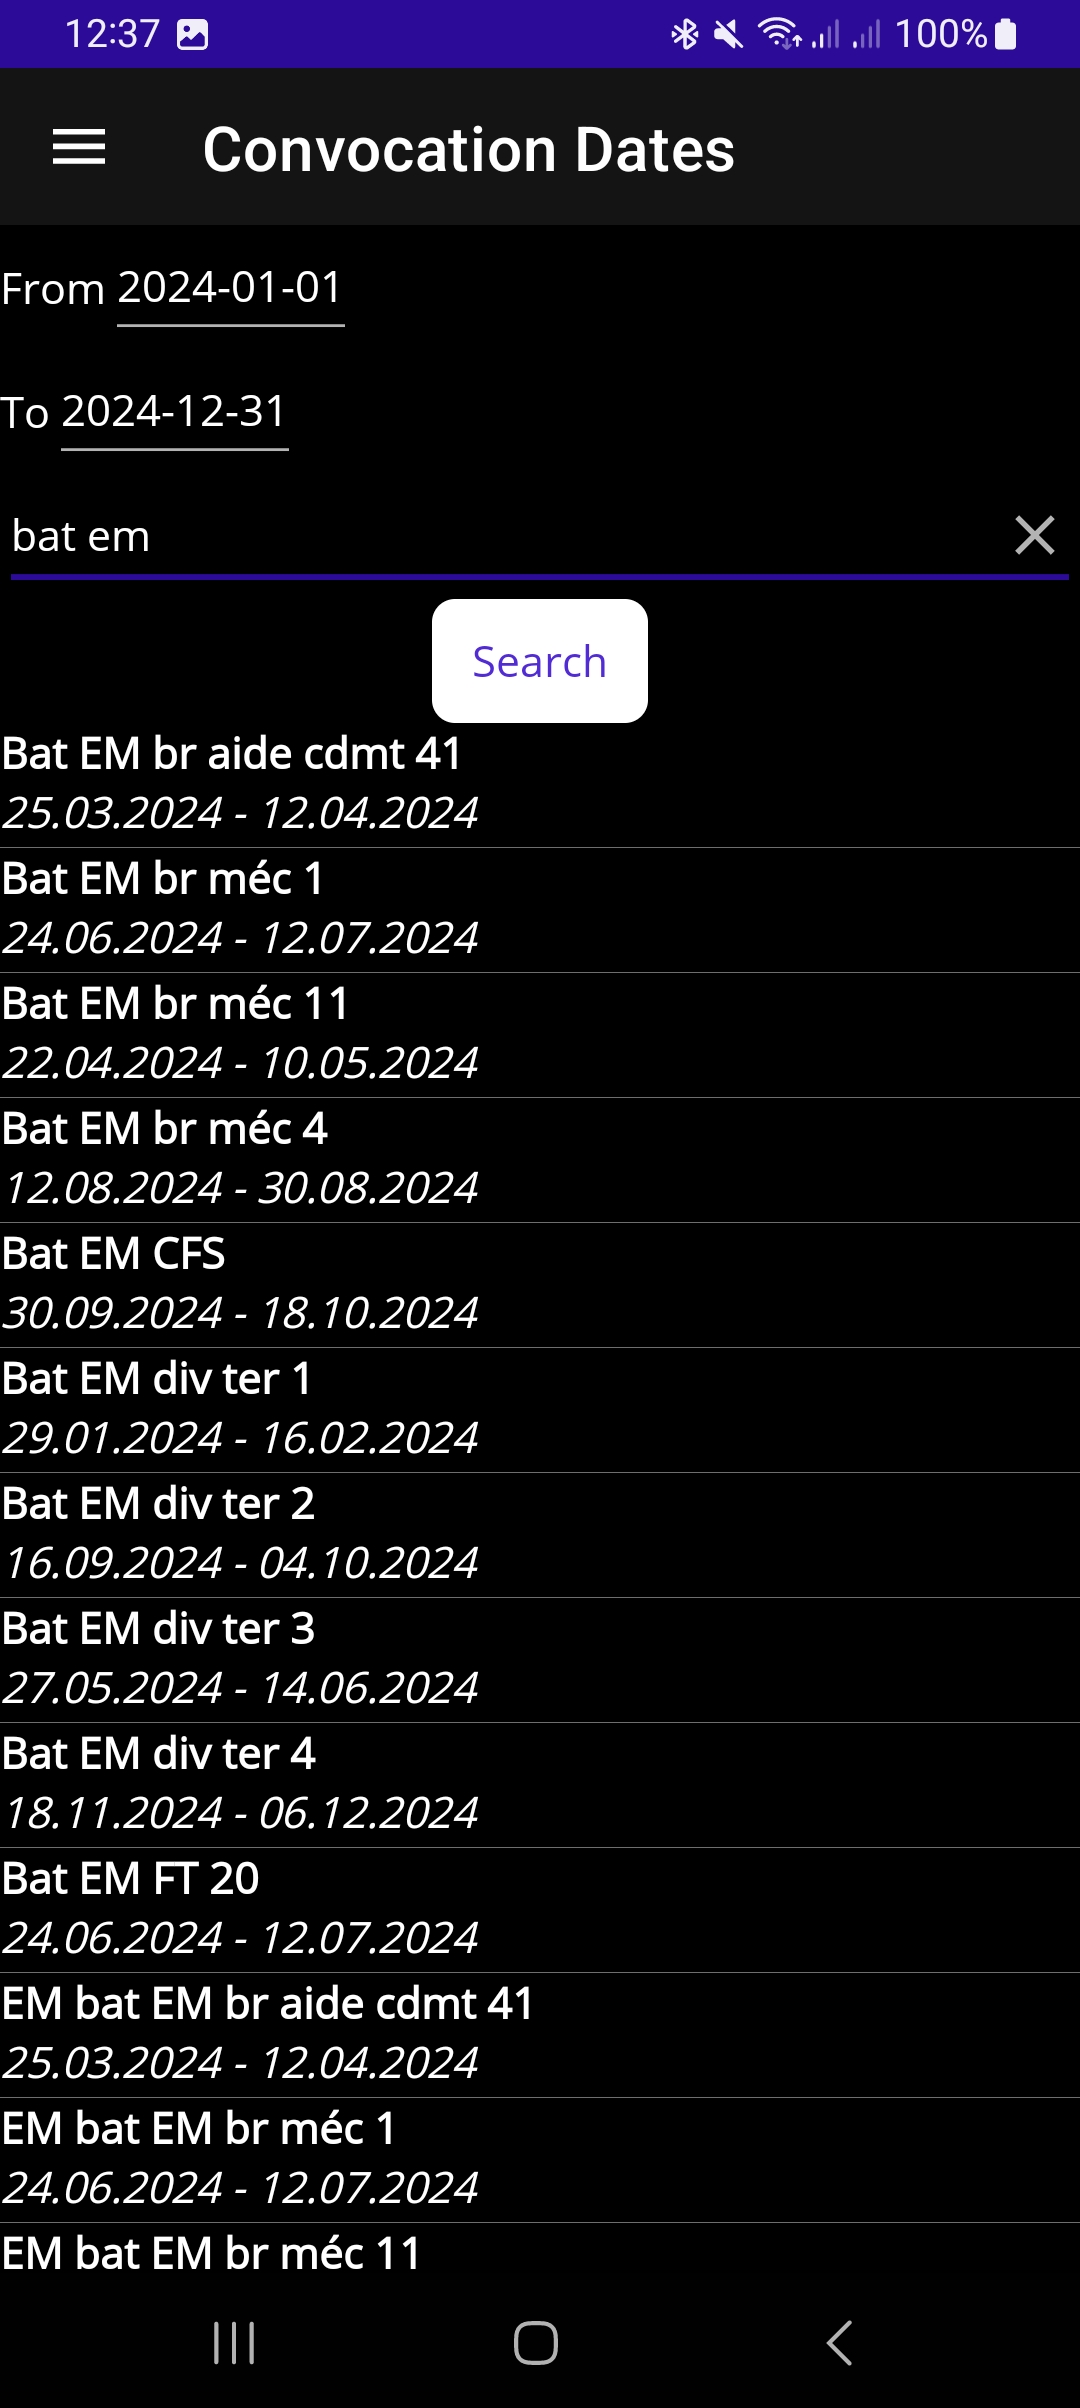 12:37
100%
Convocation Dates
From 2024-01-01
To 2024-12-31
bat em
Search
Bat EM br aide cdmt 41
25.03.2024 - 12.04.2024
Bat EM br méc 1
24.06.2024 - 12.07.2024
Bat EM br méc 11
22.04.2024 - 10.05.2024
Bat EM br méc 4
12.08.2024 - 30.08.2024
Bat EM CFS
30.09.2024 - 18.10.2024
Bat EM div ter 1
29.01.2024 - 16.02.2024
Bat EM div ter 2
16.09.2024 - 04.10.2024
Bat EM div ter 3
27.05.2024 - 14.06.2024
Bat EM div ter 4
18.11.2024 - 06.12.2024
Bat EM FT 20
24.06.2024 - 12.07.2024
EM bat EM br aide cdmt 41
25.03.2024 - 12.04.2024
EM bat EM br méc 1
24.06.2024 - 12.07.2024
EM bat EM br méc 11